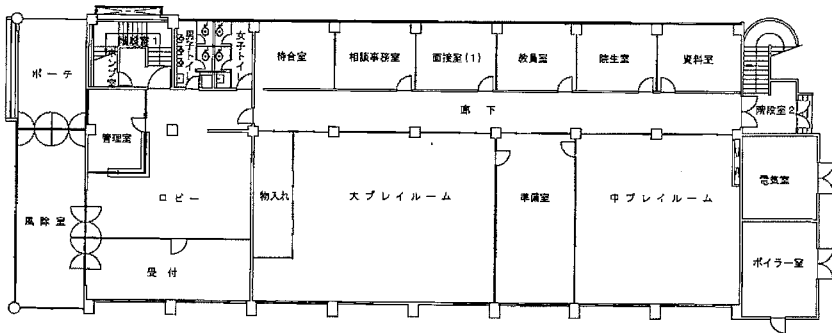 階段室1
ポンプ室
男子トイレ
女子トイレ
待合室
相談事務室
面接室(1)
教員室
院生室
資料室
ポーチ
廊下
階段室2
管理室
ロビー
物入れ
大プレイルーム
準備室
中プレイルーム
電気室
風除室
受付
ボイラー室